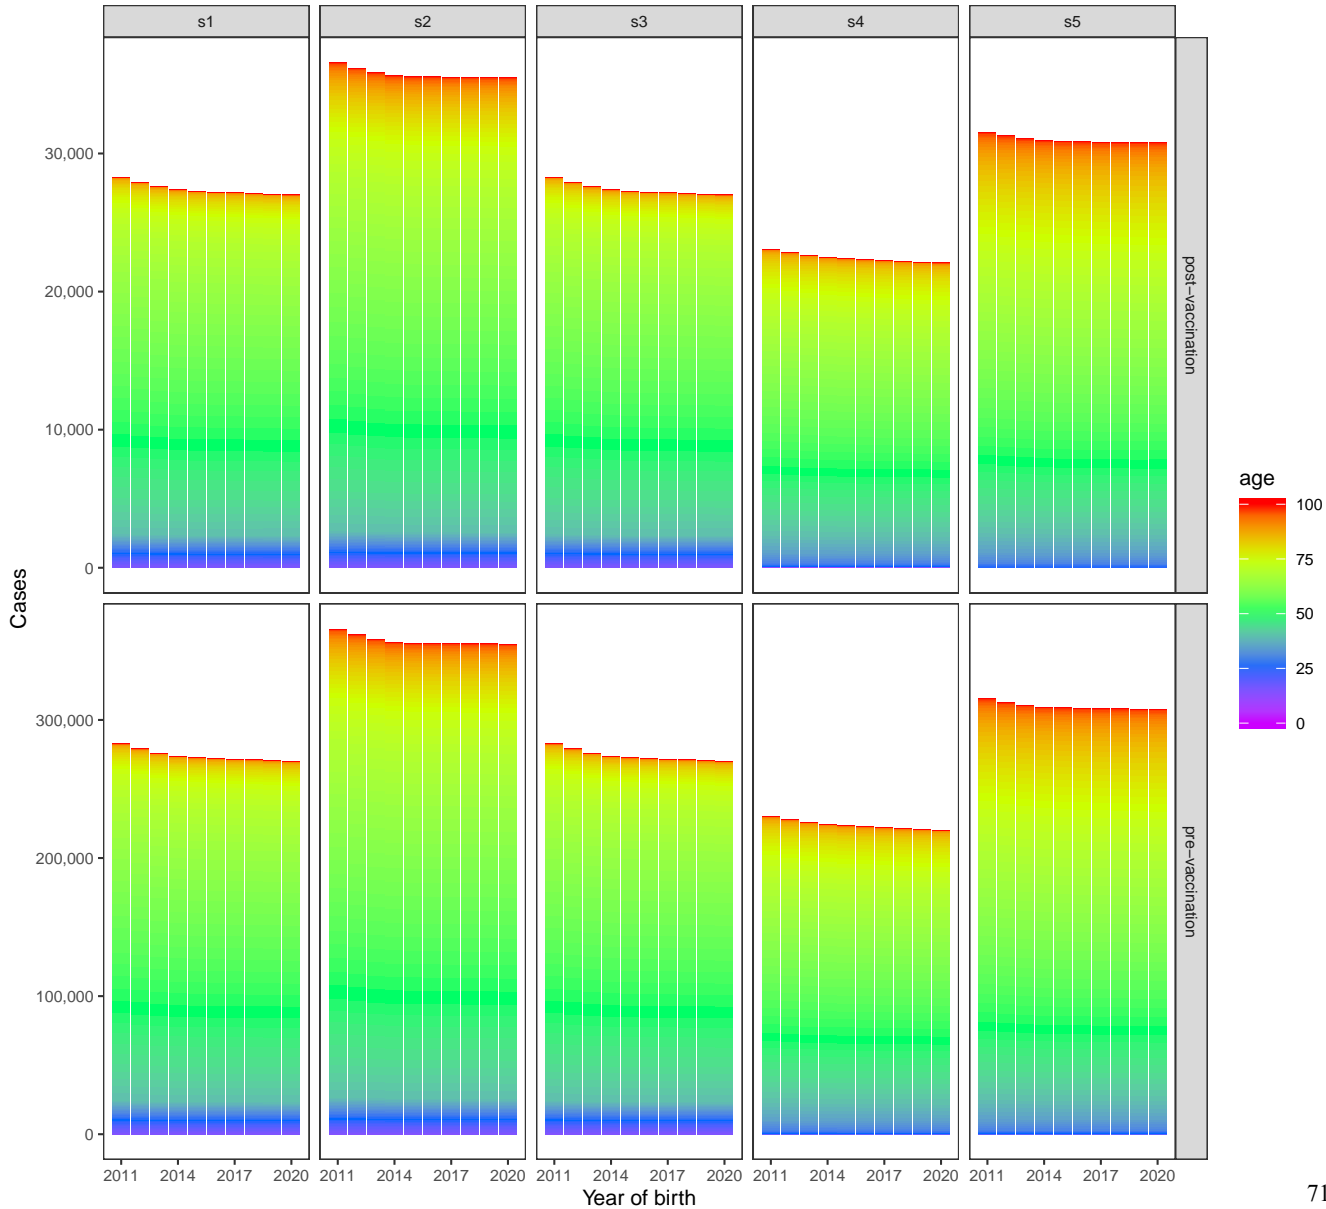 s1 s2 s3 s4 s5
30,000
20,000
10,000
0
post−vaccination
300,000
200,000
100,000
0
pre−vaccination
Cases
2011 2014 2017 2020 2011 2014 2017 2020 2011 2014 2017 2020 2011 2014 2017 2020 2011 2014 2017 2020
Year of birth
age
100
75
50
25
0
71